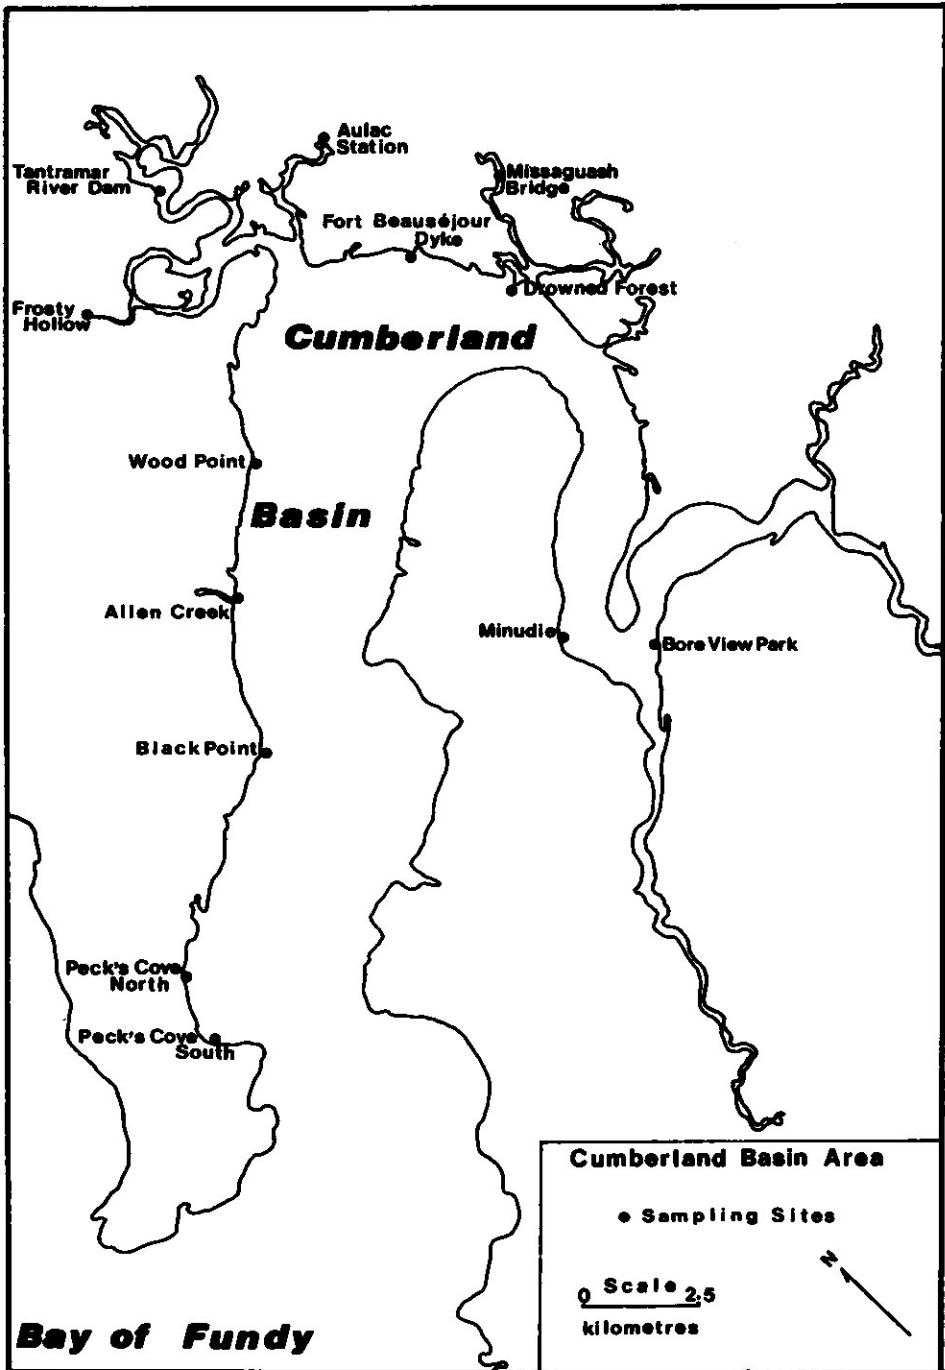 Aulac
Station
Tantramar
River Dam
Missaguash
Bridge
Fort Beauséjour
Dyke
Drowned Forest
Frosty
Hollow
Cumberland
Wood Point
Basin
Allen Creek
Minudie
Bore View Park
Black Point
Peck's Cove
North
Peck's Cove
South
Cumberland Basin Area
Sampling Sites
N
Scale
0 2.5
kilometres
Bay of Fundy